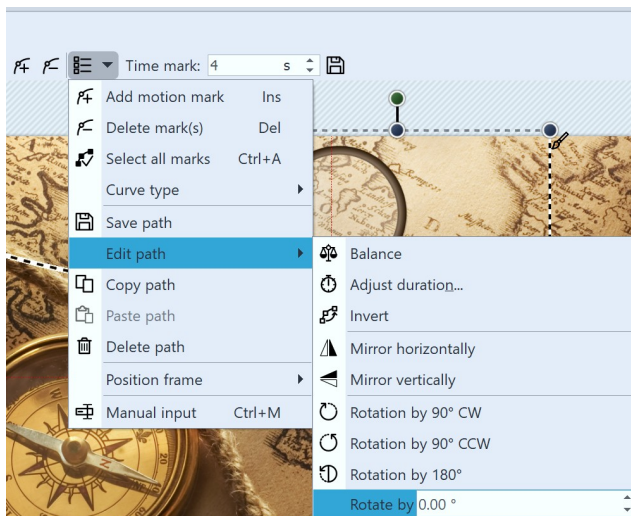 Time mark: 4 s
Add motion mark Ins
Delete mark(s) Del
Select all marks Ctrl+A
Curve type
Save path
Edit path
Copy path
Paste path
Delete path
Position frame
Manual input Ctrl+M
Balance
Adjust duration...
Invert
Mirror horizontally
Mirror vertically
Rotation by 90° CW
Rotation by 90° CCW
Rotation by 180°
Rotate by 0.00 °